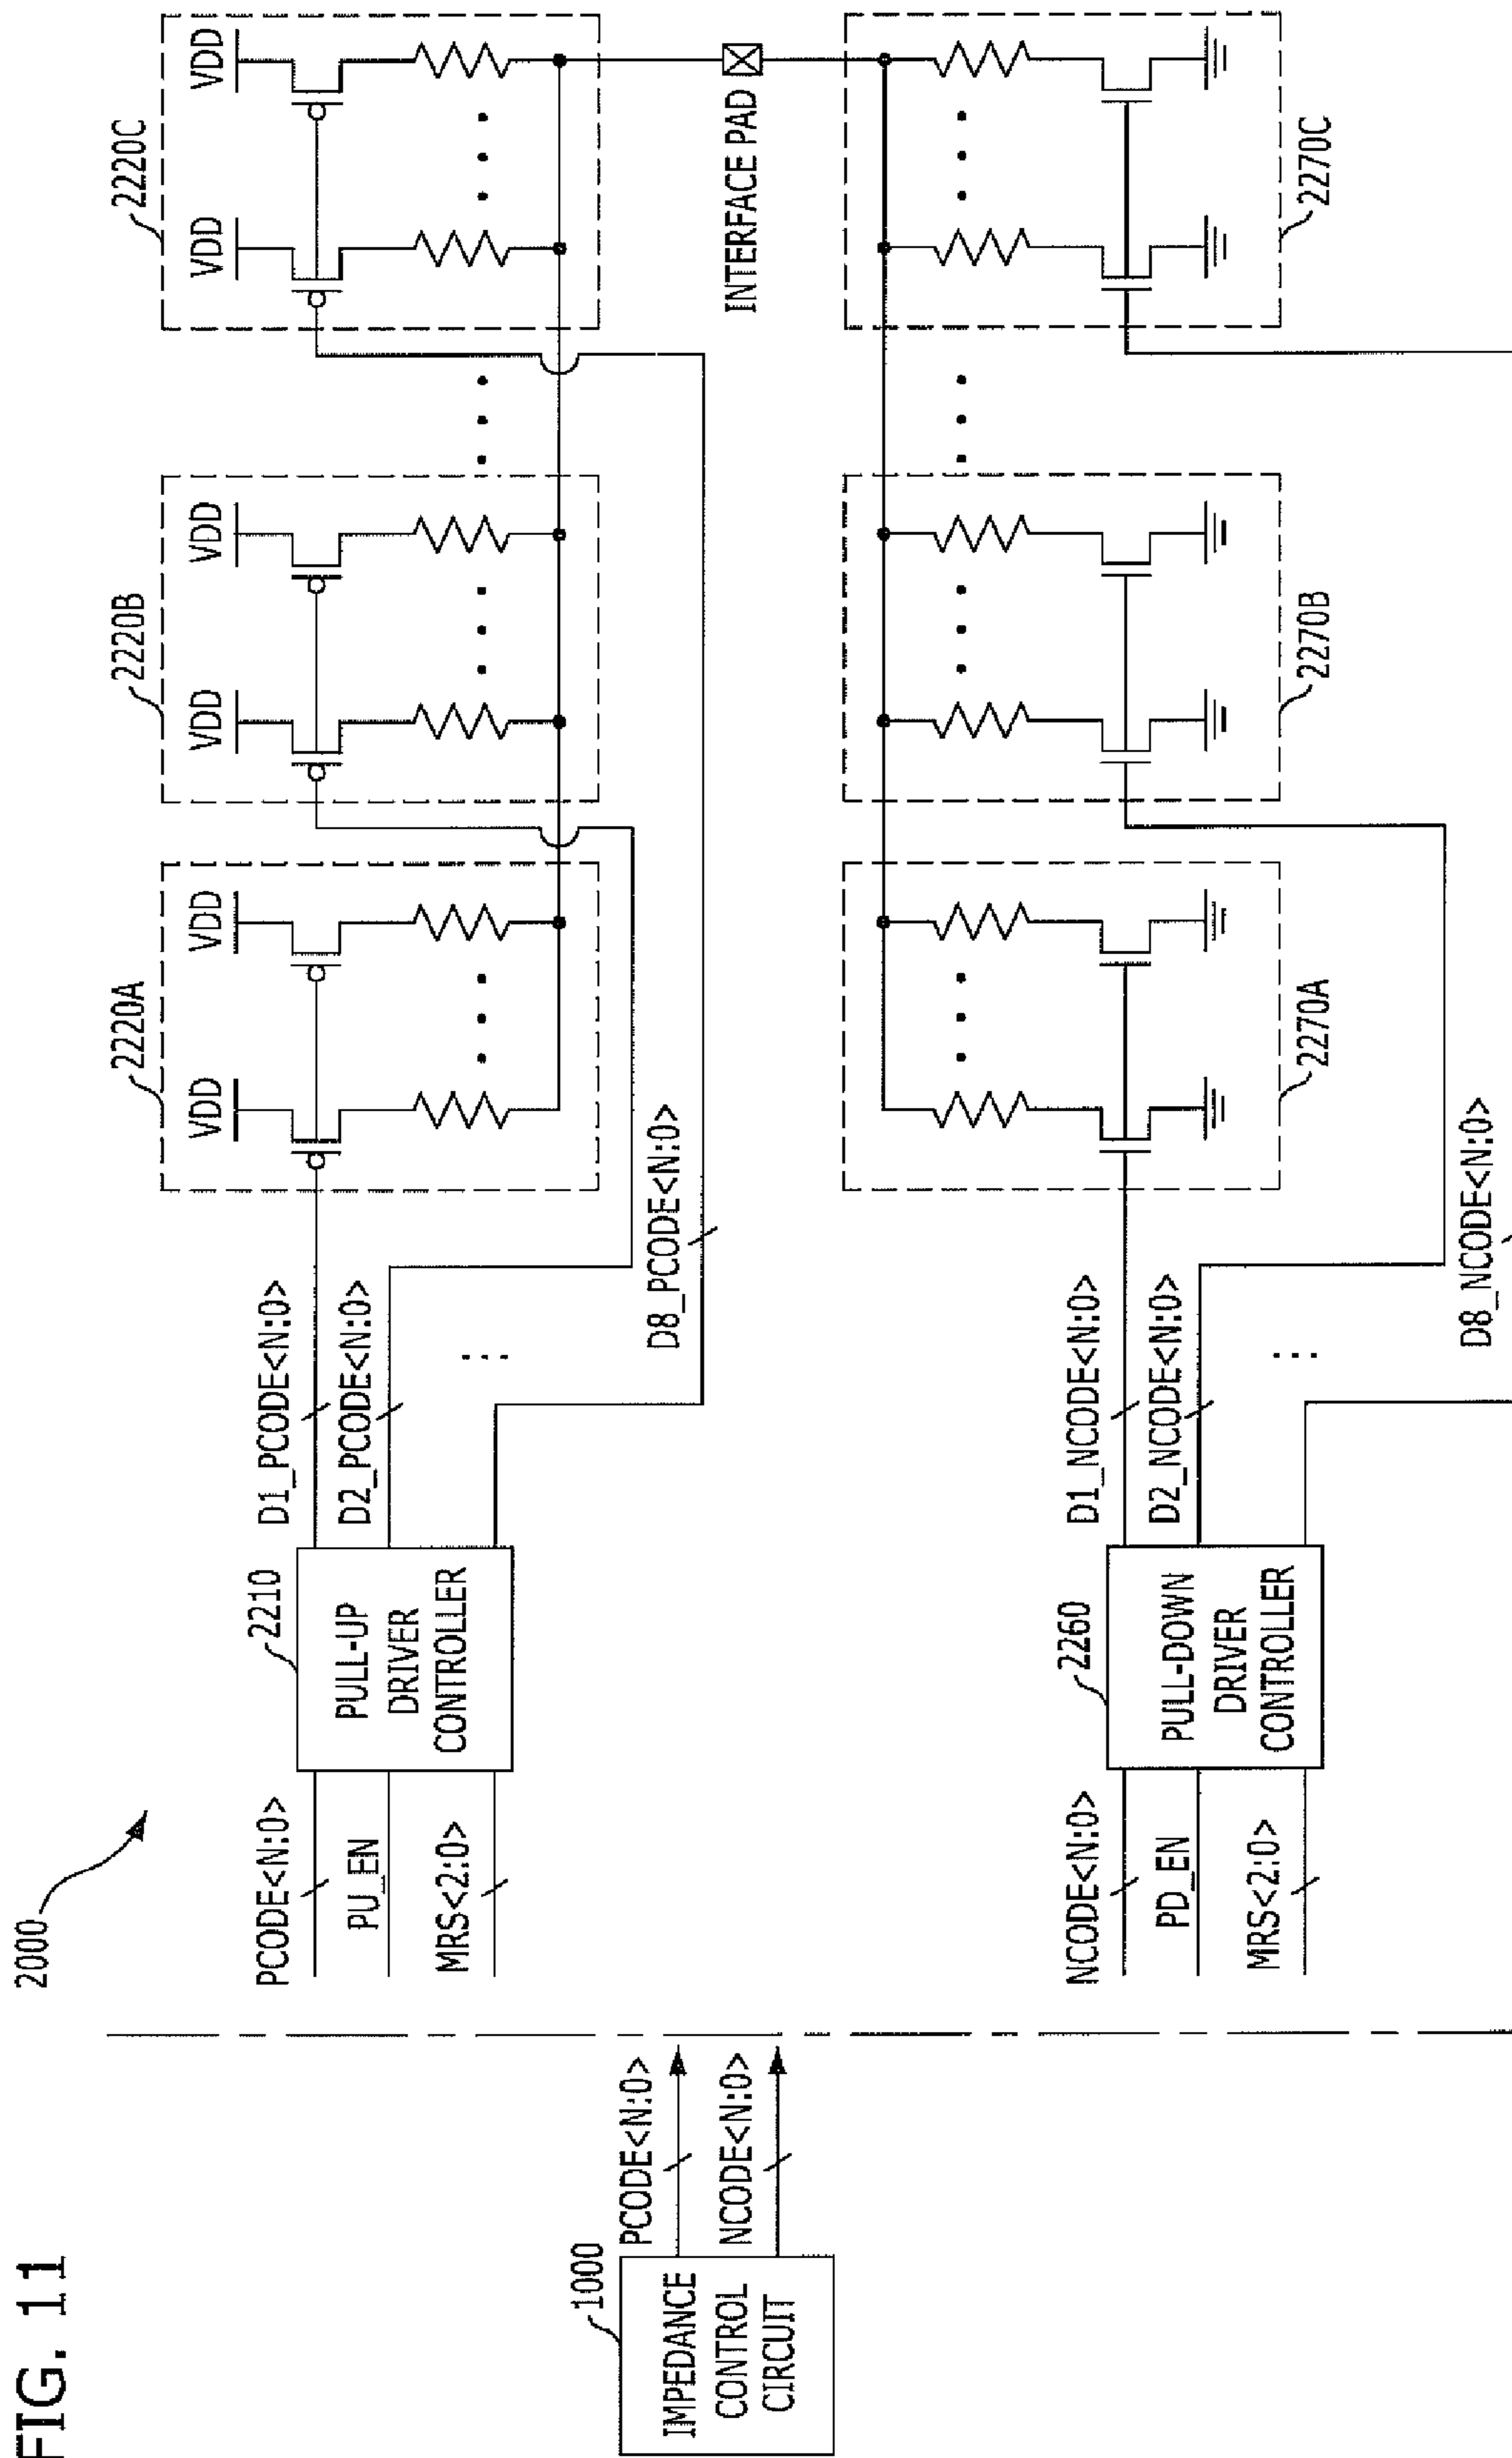 FIG. 11
2000
1000
IMPEDANCE
CONTROL
CIRCUIT
PCODE<N:0>
NCODE<N:0>
PCODE<N:0>
PU_EN
MRS<2:0>
2210
PULL-UP
DRIVER
CONTROLLER
D1_PCODE<N:0>
D2_PCODE<N:0>
D8_PCODE<N:0>
2220A
VDD
VDD
2220B
VDD
VDD
2220C
VDD
VDD
INTERFACE PAD
NCODE<N:0>
PD_EN
MRS<2:0>
2260
PULL-DOWN
DRIVER
CONTROLLER
D1_NCODE<N:0>
D2_NCODE<N:0>
D8_NCODE<N:0>
2270A
2270B
2270C